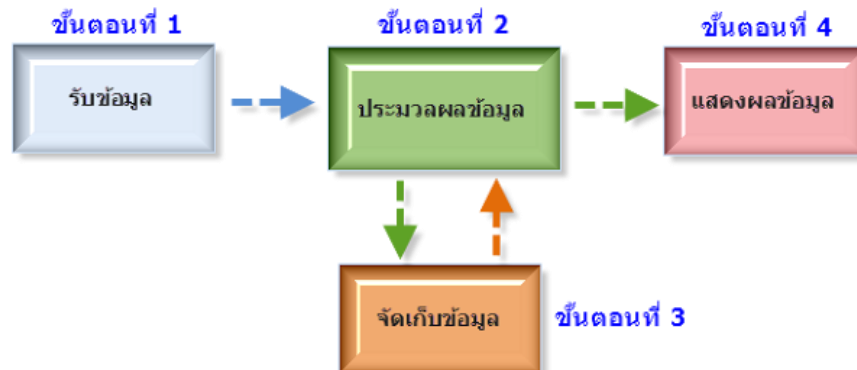 ขั้นตอนที่ 1
ขั้นตอนที่ 2
ขั้นตอนที่ 4
รับข้อมูล
ประมวลผลข้อมูล
แสดงผลข้อมูล
จัดเก็บข้อมูล
ขั้นตอนที่ 3